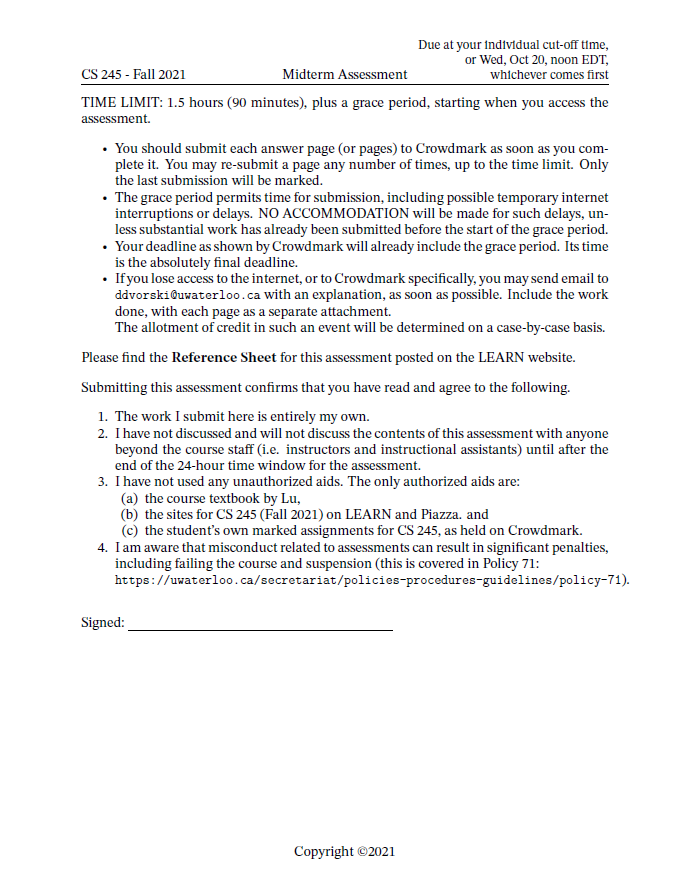 Due at your individual cut-off time,
or Wed, Oct 20, noon EDT,
CS 245 - Fall 2021 Midterm Assessment whichever comes first
TIME LIMIT: 1.5 hours (90 minutes), plus a grace period, starting when you access the
assessment.
• You should submit each answer page (or pages) to Crowdmark as soon as you com-
plete it. You may re-submit a page any number of times, up to the time limit. Only
the last submission will be marked.
• The grace period permits time for submission, including possible temporary internet
interruptions or delays. NO ACCOMMODATION will be made for such delays, un-
less substantial work has already been submitted before the start of the grace period.
• Your deadline as shown by Crowdmark will already include the grace period. Its time
is the absolutely final deadline.
• If you lose access to the internet, or to Crowdmark specifically, you may send email to
ddvorski@uwaterloo.ca with an explanation, as soon as possible. Include the work
done, with each page as a separate attachment.
The allotment of credit in such an event will be determined on a case-by-case basis.
Please find the Reference Sheet for this assessment posted on the LEARN website.
Submitting this assessment confirms that you have read and agree to the following.
1. The work I submit here is entirely my own.
2. I have not discussed and will not discuss the contents of this assessment with anyone
beyond the course staff (i.e. instructors and instructional assistants) until after the
end of the 24-hour time window for the assessment.
3. I have not used any unauthorized aids. The only authorized aids are:
(a) the course textbook by Lu,
(b) the sites for CS 245 (Fall 2021) on LEARN and Piazza. and
(c) the student's own marked assignments for CS 245, as held on Crowdmark.
4. I am aware that misconduct related to assessments can result in significant penalties,
including failing the course and suspension (this is covered in Policy 71:
https://uwaterloo.ca/secretariat/policies-procedures-guidelines/policy-71).
Signed:
Copyright ©2021